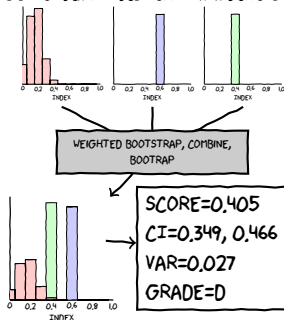 0 0.2 0.4 0.6 0.8 1.0
INDEX
0 0.2 0.4 0.6 0.8 1.0
INDEX
0 0.2 0.4 0.6 0.8 1.0
INDEX
WEIGHTED BOOTSTRAP, COMBINE,
BOOTRAP
SCORE=0.405
CI=0.349, 0.466
VAR=0.027
GRADE=D
0 0.2 0.4 0.6 0.8 1.0
INDEX